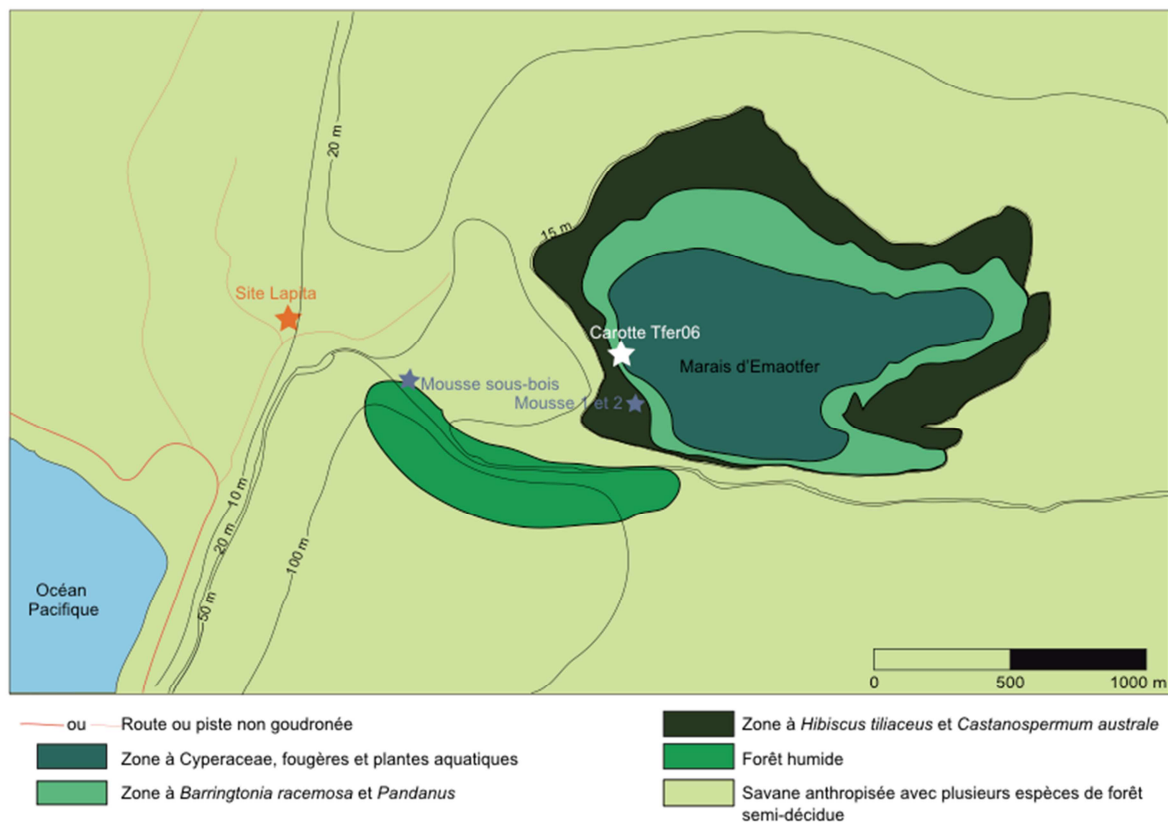 20 m
15 m
Site Lapita
Carotte Tfer06
Marais d'Emaotfer
Mousse sous-bois
Mousse 1 et 2
10 m
20 m
50 m
100 m
Océan
Pacifique
0 500 1000 m
ou Route ou piste non goudronée
Zone à Cyperaceae, fougères et plantes aquatiques
Zone à Barringtonia racemosa et Pandanus
Zone à Hibiscus tiliaceus et Castanospermum australe
Forêt humide
Savane anthropisée avec plusieurs espèces de forêt
semi-décidue